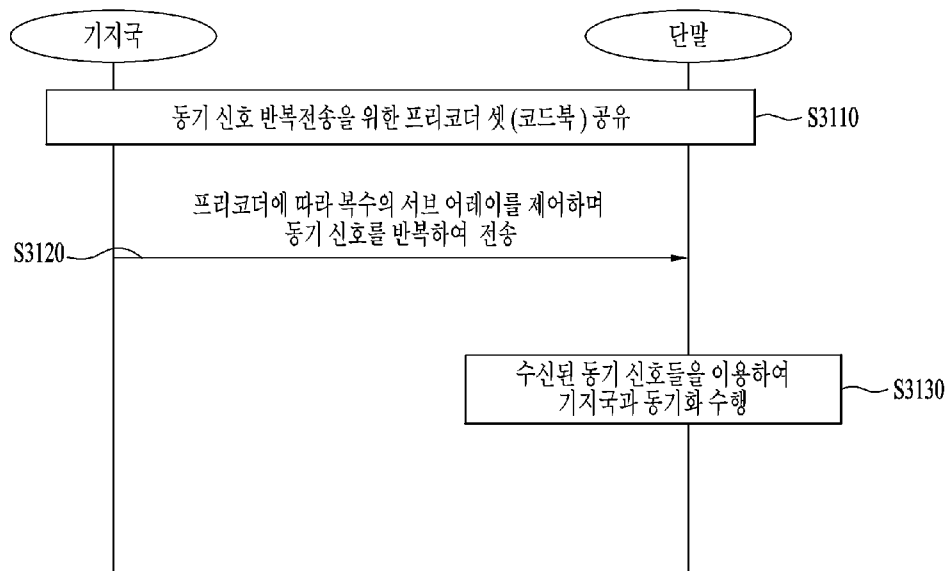 기지국
단말
동기 신호 반복전송을 위한 프리코더 셋 (코드북 ) 공유
S3110
프리코더에 따라 복수의 서브 어레이를 제어하며
동기 신호를 반복하여 전송
S3120
수신된 동기 신호들을 이용하여
기지국과 동기화 수행
S3130